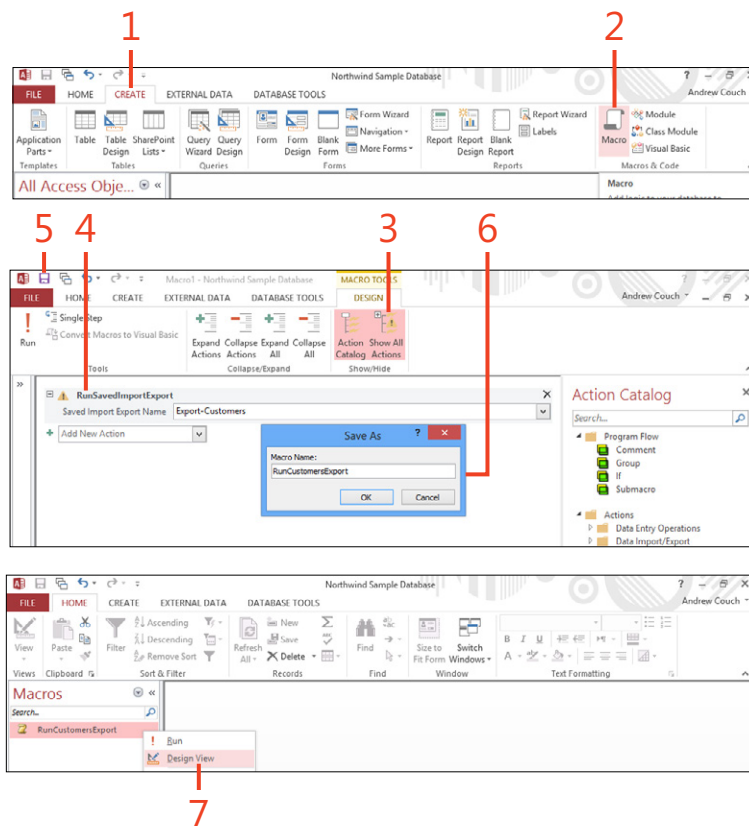 1 2
Northwind Sample Database
FILE HOME CREATE EXTERNAL DATA DATABASE TOOLS Andrew Couch
Application Parts Table Table Design SharePoint Lists Query Wizard Query Design Form Form Design Blank Form Form Wizard Navigation More Forms Report Report Design Blank Report Report Wizard Labels Macro Module Class Module Visual Basic
Templates Tables Queries Forms Reports Macros & Code
All Access Obje... Macro
5 4 3 6
Macro1 - Northwind Sample Database MACRO TOOLS
FILE HOME CREATE EXTERNAL DATA DATABASE TOOLS DESIGN Andrew Couch
Run Single Step Convert Macros to Visual Basic Expand Actions Collapse Actions Expand All Collapse All Action Catalog Show All Actions
Tools Collapse/Expand Show/Hide
RunSavedImportExport
Saved Import Export Name Export-Customers
Add New Action
Save As ? ×
Macro Name:
RunCustomersExport
OK Cancel
Action Catalog
Search...
Program Flow
Comment
Group
If
Submacro
Actions
Data Entry Operations
Data Import/Export
Northwind Sample Database
FILE HOME CREATE EXTERNAL DATA DATABASE TOOLS Andrew Couch
View Paste Filter Ascending Descending Remove Sort Refresh All New Save Delete Find Size to Fit Form Switch Windows B I U A
Views Clipboard Sort & Filter Records Find Window Text Formatting
Macros
Search...
RunCustomersExport
Run
Design View
7